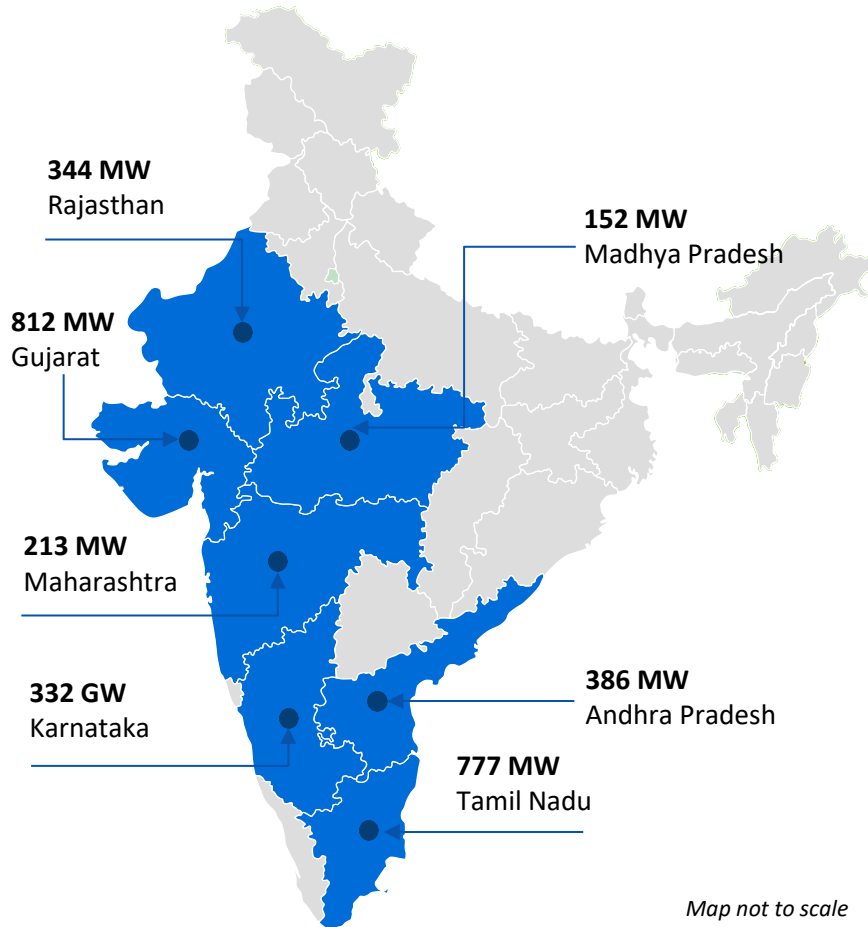 344 MW
Rajasthan
152 MW
Madhya Pradesh
812 MW
Gujarat
213 MW
Maharashtra
332 GW
Karnataka
386 MW
Andhra Pradesh
777 MW
Tamil Nadu
Map not to scale